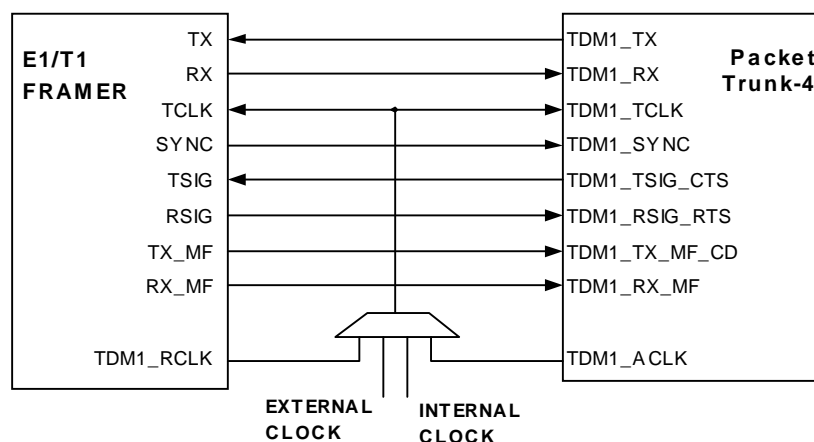 E1/T1
FRAMER
TX
RX
TCLK
SYNC
TSIG
RSIG
TX_MF
RX_MF
TDM1_RCLK
Packet
Trunk-4
TDM1_TX
TDM1_RX
TDM1_TCLK
TDM1_SYNC
TDM1_TSIG_CTS
TDM1_RSIG_RTS
TDM1_TX_MF_CD
TDM1_RX_MF
TDM1_ACLK
EXTERNAL
CLOCK
INTERNAL
CLOCK